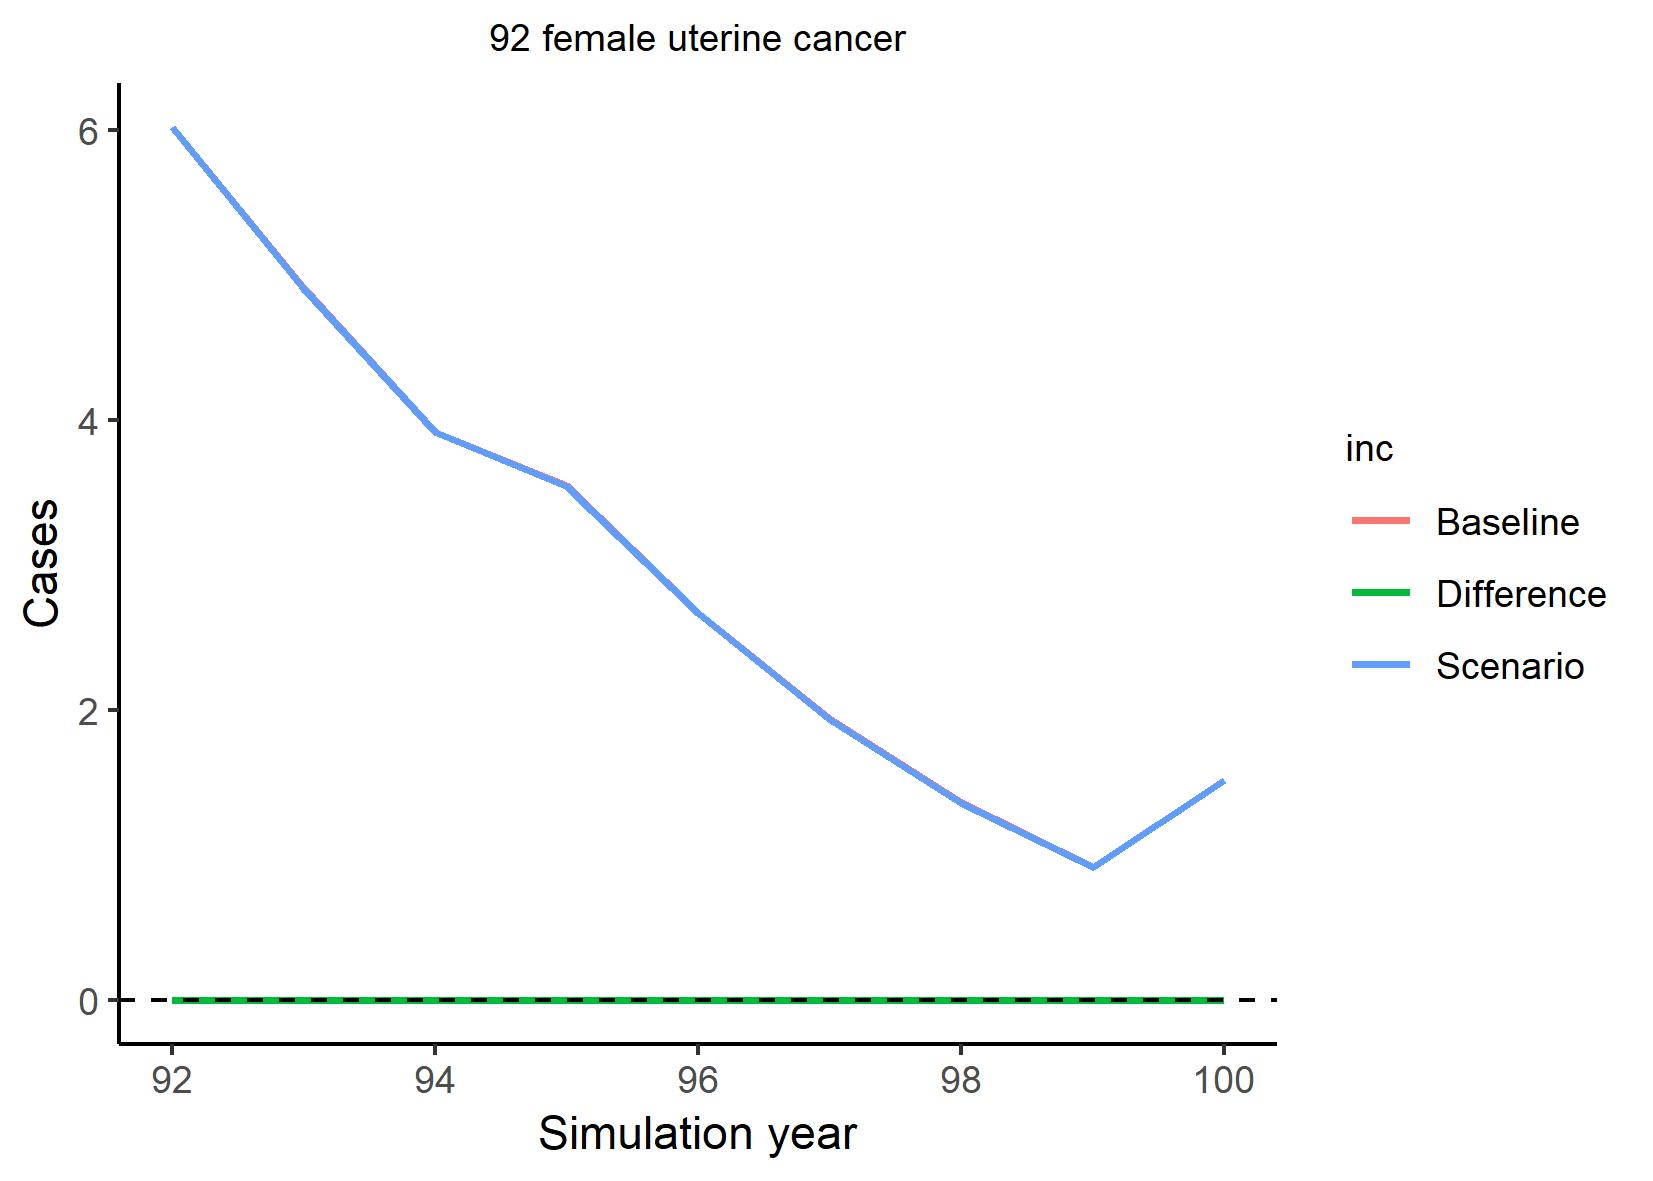 92 female uterine cancer
6
4
2
0
Cases
92 94 96 98 100
Simulation year
inc
Baseline
Difference
Scenario